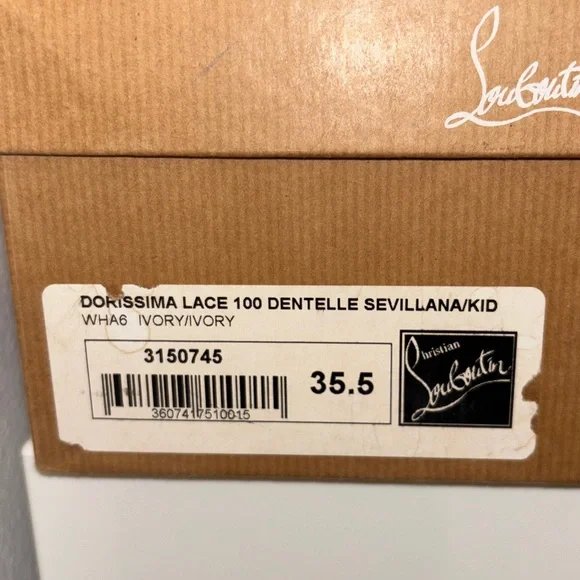 Louboutin
DORISSIMA LACE 100 DENTELLE SEVILLANA/KID
WHA6 IVORY/IVORY
3150745
35.5
3607417510015
Christian
Louboutin